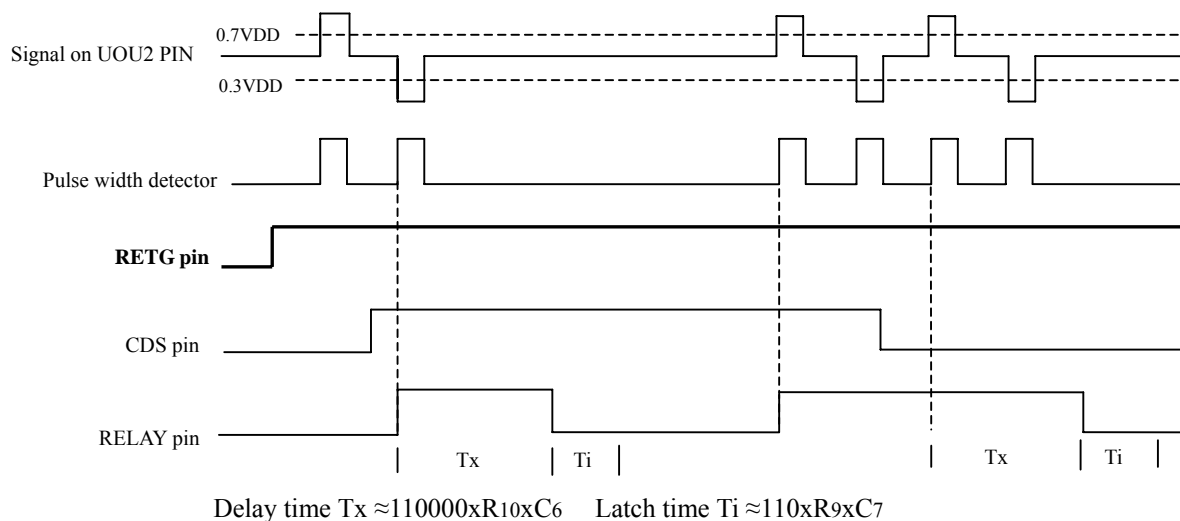 0.7VDD
Signal on UOU2 PIN
0.3VDD
Pulse width detector
RETG pin
CDS pin
RELAY pin
Tx Ti Tx Ti
Delay time Tx ≈110000xR10xC6 Latch time Ti ≈110xR9xC7